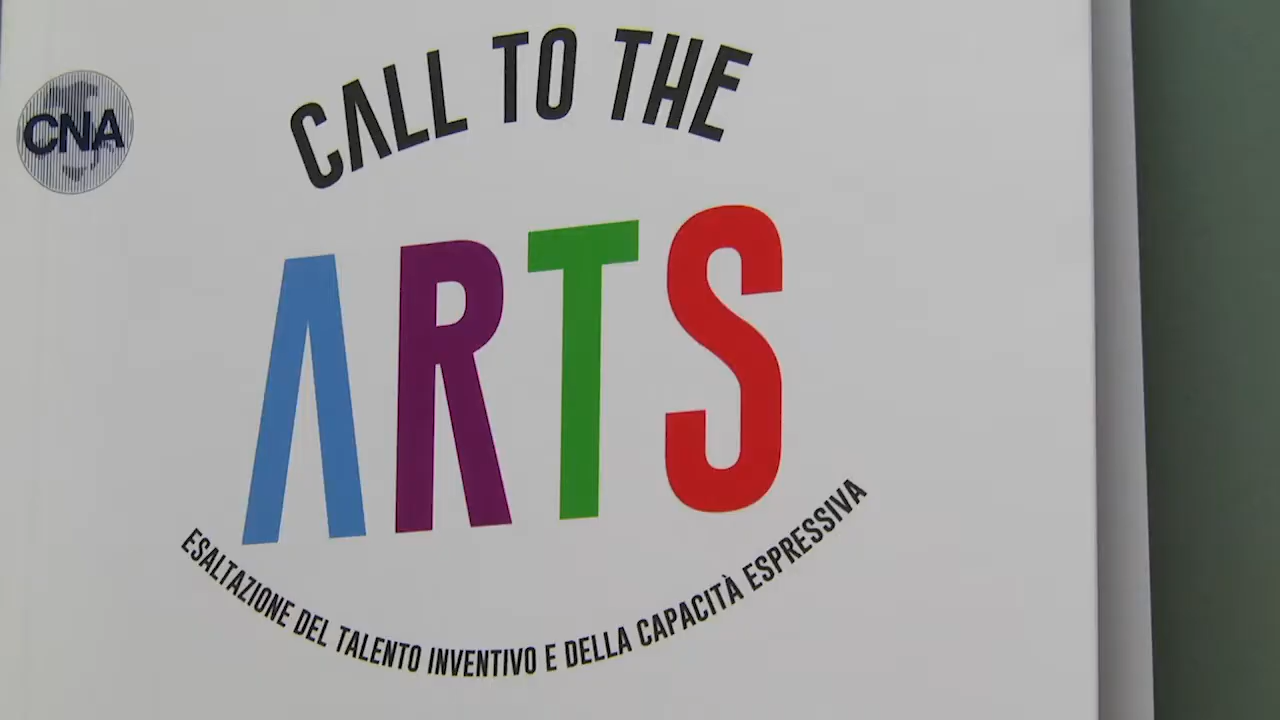 CNA
CALL TO THE
ARTS
ESALTAZIONE DEL TALENTO INVENTIVO E DELLA CAPACITÀ ESPRESSIVA